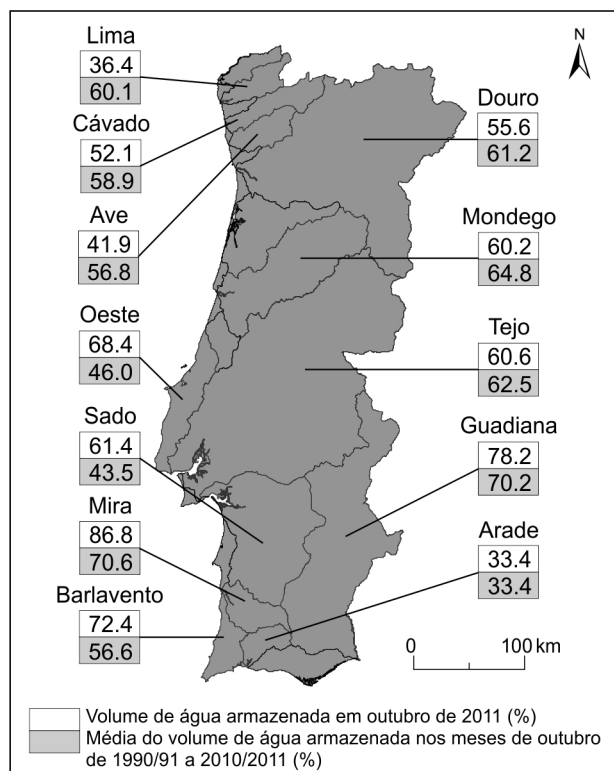 N
Lima
36.4
60.1
Cávado
52.1
58.9
Ave
41.9
56.8
Oeste
68.4
46.0
Sado
61.4
43.5
Mira
86.8
70.6
Barlavento
72.4
56.6
Douro
55.6
61.2
Mondego
60.2
64.8
Tejo
60.6
62.5
Guadiana
78.2
70.2
Arade
33.4
33.4
0 100 km
Volume de água armazenada em outubro de 2011 (%)
Média do volume de água armazenada nos meses de outubro
de 1990/91 a 2010/2011 (%)